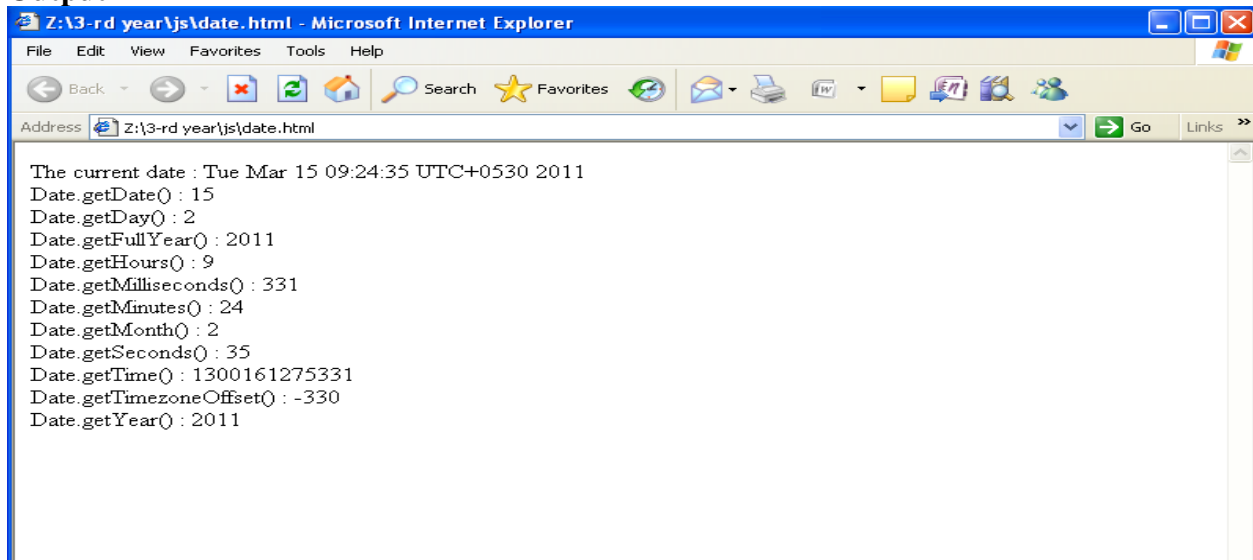 Z:\3-rd year\js\date.html - Microsoft Internet Explorer
File Edit View Favorites Tools Help
Back Search Favorites
Address Z:\3-rd year\js\date.html Go Links »
The current date : Tue Mar 15 09:24:35 UTC+0530 2011
Date.getDate() : 15
Date.getDay() : 2
Date.getFullYear() : 2011
Date.getHours() : 9
Date.getMilliseconds() : 331
Date.getMinutes() : 24
Date.getMonth() : 2
Date.getSeconds() : 35
Date.getTime() : 1300161275331
Date.getTimezoneOffset() : -330
Date.getYear() : 2011